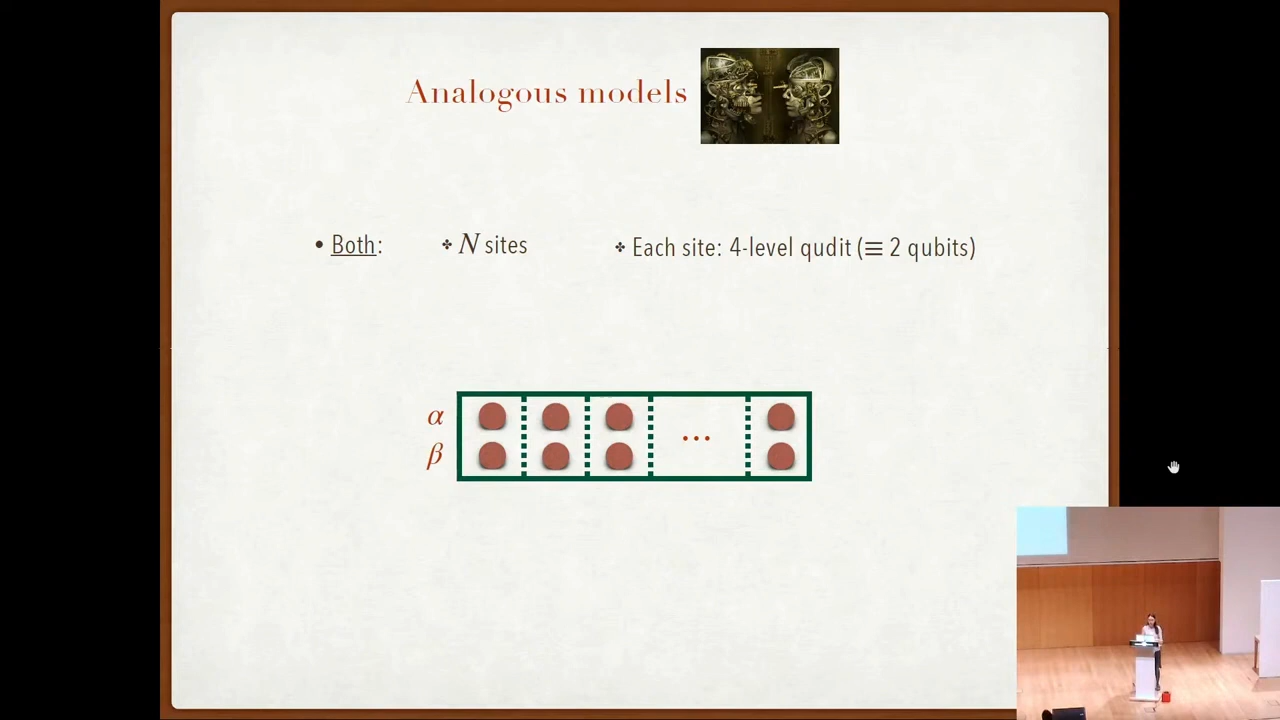 Analogous models
• Both: ✤ N sites ✤ Each site: 4-level qudit (≡ 2 qubits)
α
β
...